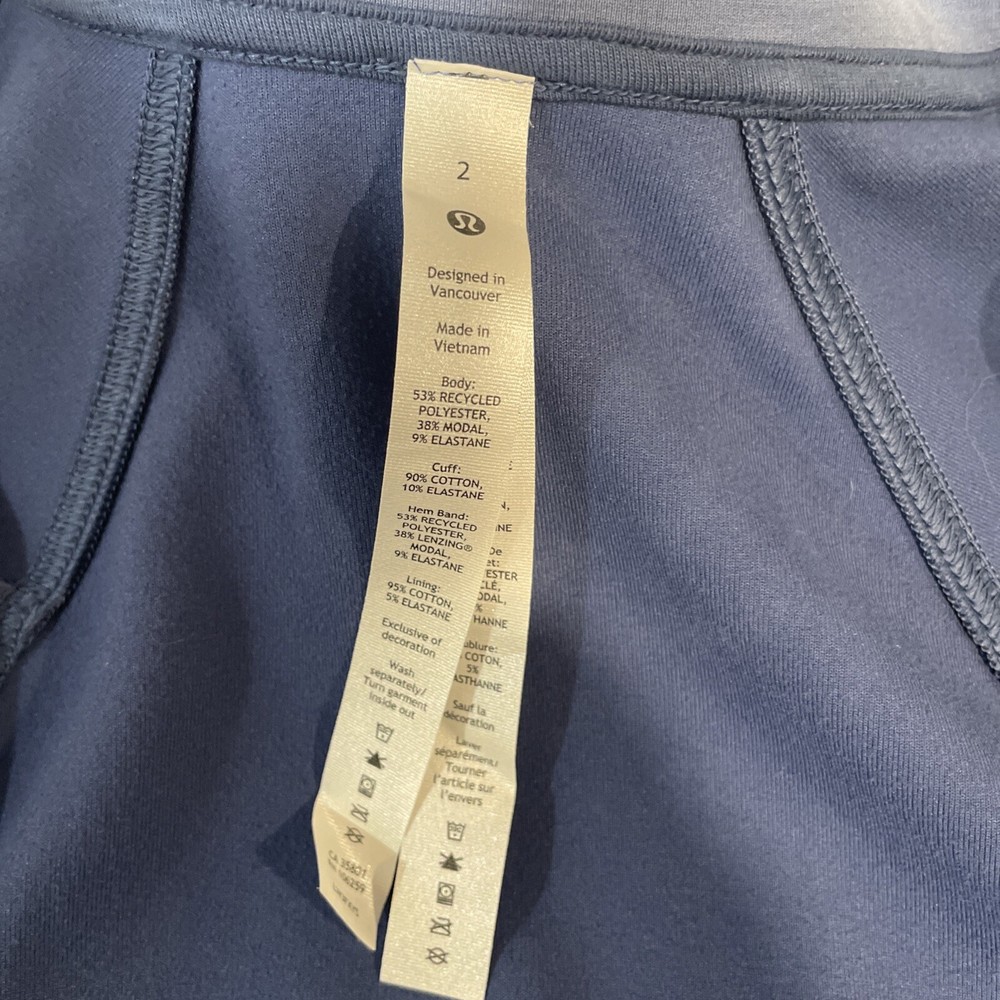 2
Designed in
Vancouver
Made in
Vietnam
Body:
53% RECYCLED
POLYESTER,
38% MODAL,
9% ELASTANE
Cuff:
90% COTTON,
10% ELASTANE
Hem Band:
53% RECYCLED
POLYESTER,
38% LENZING®
MODAL,
9% ELASTANE
Lining:
95% COTTON,
5% ELASTANE
Exclusive of
decoration
Wash
separately/
Turn garment
inside out
CA 35801
COTON,
5%
Sauf la
décoration
Laver
séparément/
Tourner
l'article sur
l'envers